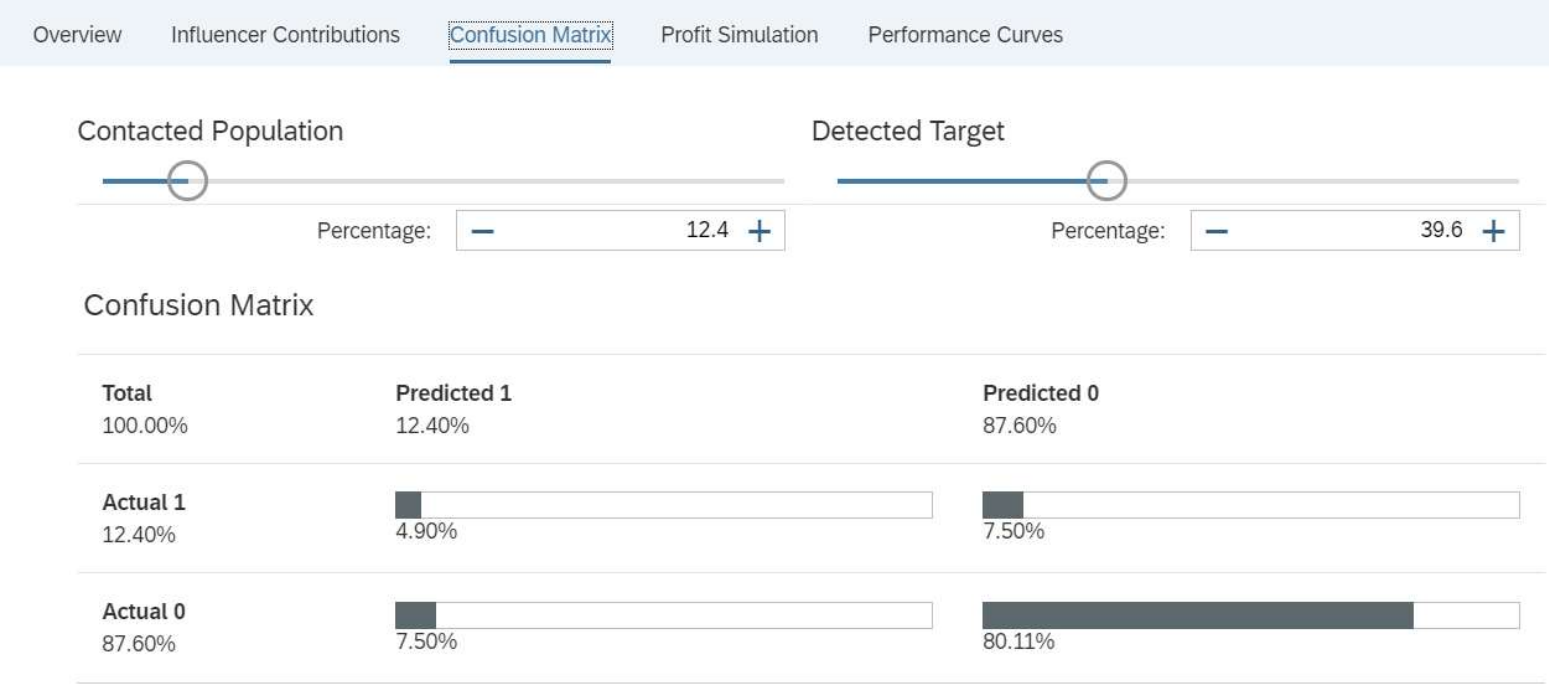 Overview Influencer Contributions Confusion Matrix Profit Simulation Performance Curves
Contacted Population Detected Target
Percentage: − 12.4 + Percentage: − 39.6 +
Confusion Matrix
Total Predicted 1 Predicted 0
100.00% 12.40% 87.60%
Actual 1
12.40% 4.90% 7.50%
Actual 0
87.60% 7.50% 80.11%